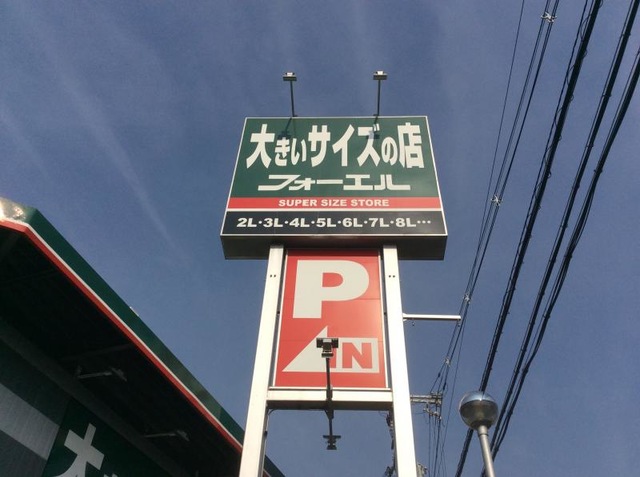 大きいサイズの店
フォーエル
SUPER SIZE STORE
2L·3L·4L·5L·6L·7L·8L···
P
IN
大